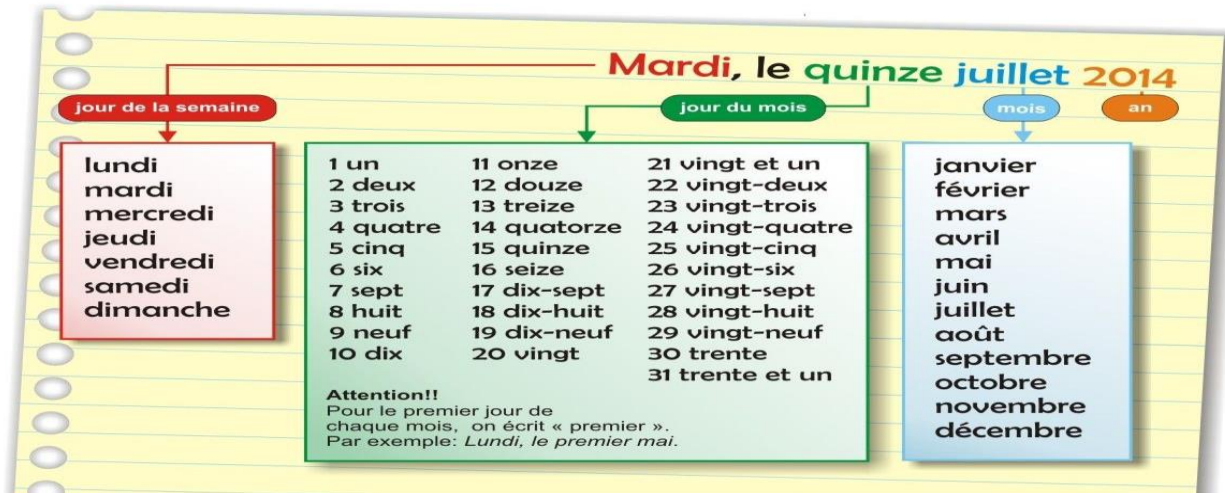 Mardi, le quinze juillet 2014
jour de la semaine
jour du mois
mois
an
lundi
mardi
mercredi
jeudi
vendredi
samedi
dimanche
1 un
2 deux
3 trois
4 quatre
5 cinq
6 six
7 sept
8 huit
9 neuf
10 dix
11 onze
12 douze
13 treize
14 quatorze
15 quinze
16 seize
17 dix-sept
18 dix-huit
19 dix-neuf
20 vingt
21 vingt et un
22 vingt-deux
23 vingt-trois
24 vingt-quatre
25 vingt-cinq
26 vingt-six
27 vingt-sept
28 vingt-huit
29 vingt-neuf
30 trente
31 trente et un
Attention!!
Pour le premier jour de
chaque mois, on écrit « premier ».
Par exemple: Lundi, le premier mai.
janvier
février
mars
avril
mai
juin
juillet
août
septembre
octobre
novembre
décembre